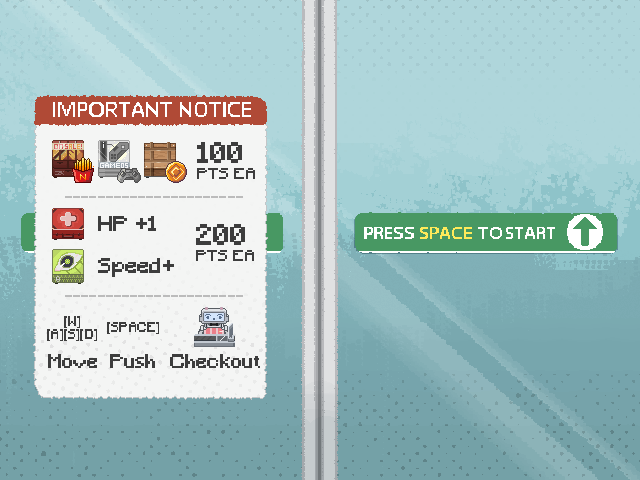 IMPORTANT NOTICE
GAMEOS
N
100
PTS EA
HP +1
200
PTS EA
Speed+
[W]
[A][S][D]
[SPACE]
Move Push Checkout
PRESS SPACE TO START